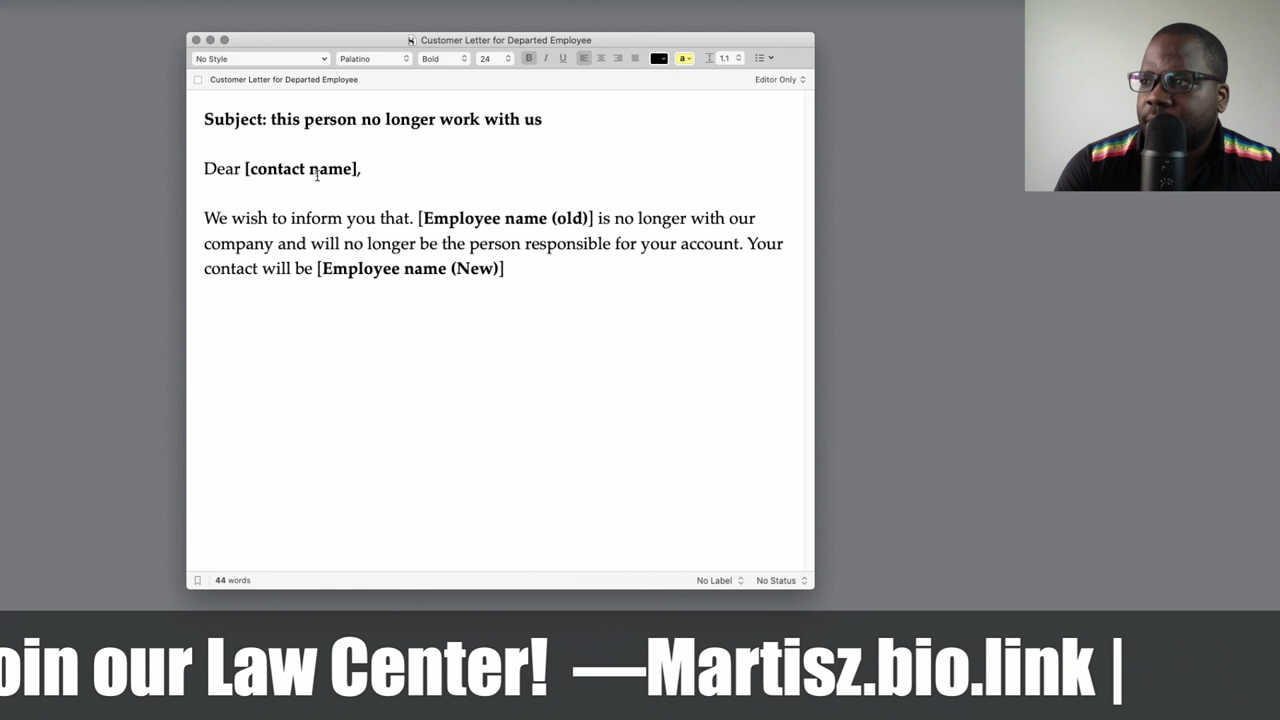 Customer Letter for Departed Employee
No Style Palatino Bold 24 B I U a 1.1
Customer Letter for Departed Employee Editor Only
Subject: this person no longer work with us
Dear [contact name],
We wish to inform you that. [Employee name (old)] is no longer with our
company and will no longer be the person responsible for your account. Your
contact will be [Employee name (New)]
44 words No Label No Status
oin our Law Center! —Martisz.bio.link |